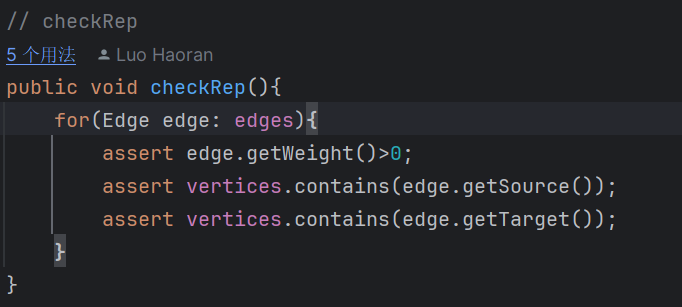 // checkRep
5 个用法 Luo Haoran
public void checkRep(){
    for(Edge edge: edges){
        assert edge.getWeight()>0;
        assert vertices.contains(edge.getSource());
        assert vertices.contains(edge.getTarget());
    }
}